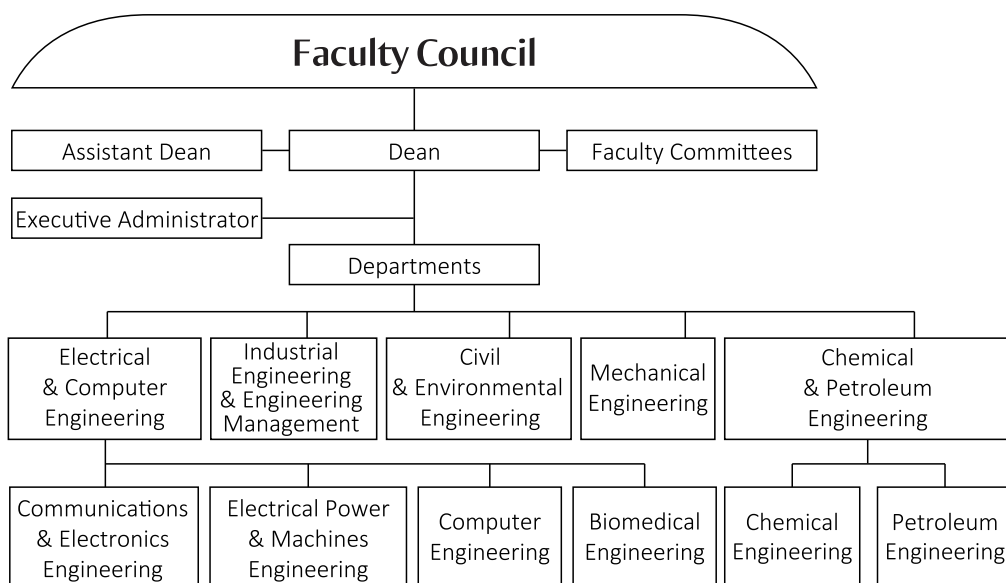 Faculty Council
Assistant Dean
Dean
Faculty Committees
Executive Administrator
Departments
Electrical
& Computer
Engineering
Industrial
Engineering
& Engineering
Management
Civil
& Environmental
Engineering
Mechanical
Engineering
Chemical
& Petroleum
Engineering
Communications
& Electronics
Engineering
Electrical Power
& Machines
Engineering
Computer
Engineering
Biomedical
Engineering
Chemical
Engineering
Petroleum
Engineering